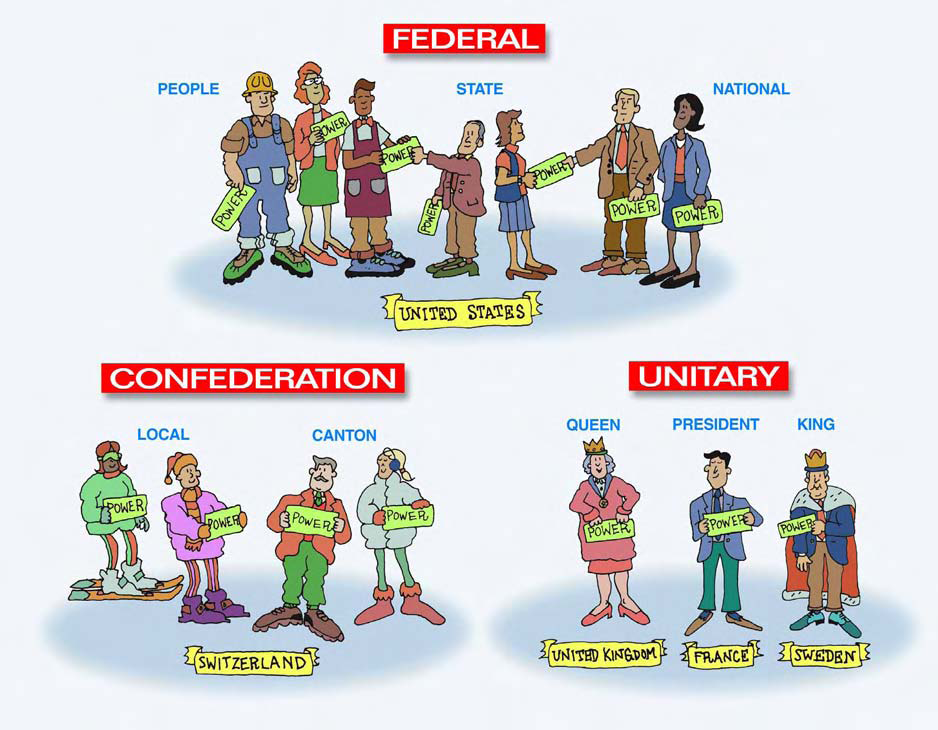 FEDERAL
PEOPLE
STATE
NATIONAL
POWER
POWER
POWER
POWER
POWER
POWER
POWER
UNITED STATES
CONFEDERATION
LOCAL
CANTON
POWER
POWER
POWER
POWER
SWITZERLAND
UNITARY
QUEEN
PRESIDENT
KING
POWER
POWER
POWER
UNITED KINGDOM
FRANCE
SWEDEN